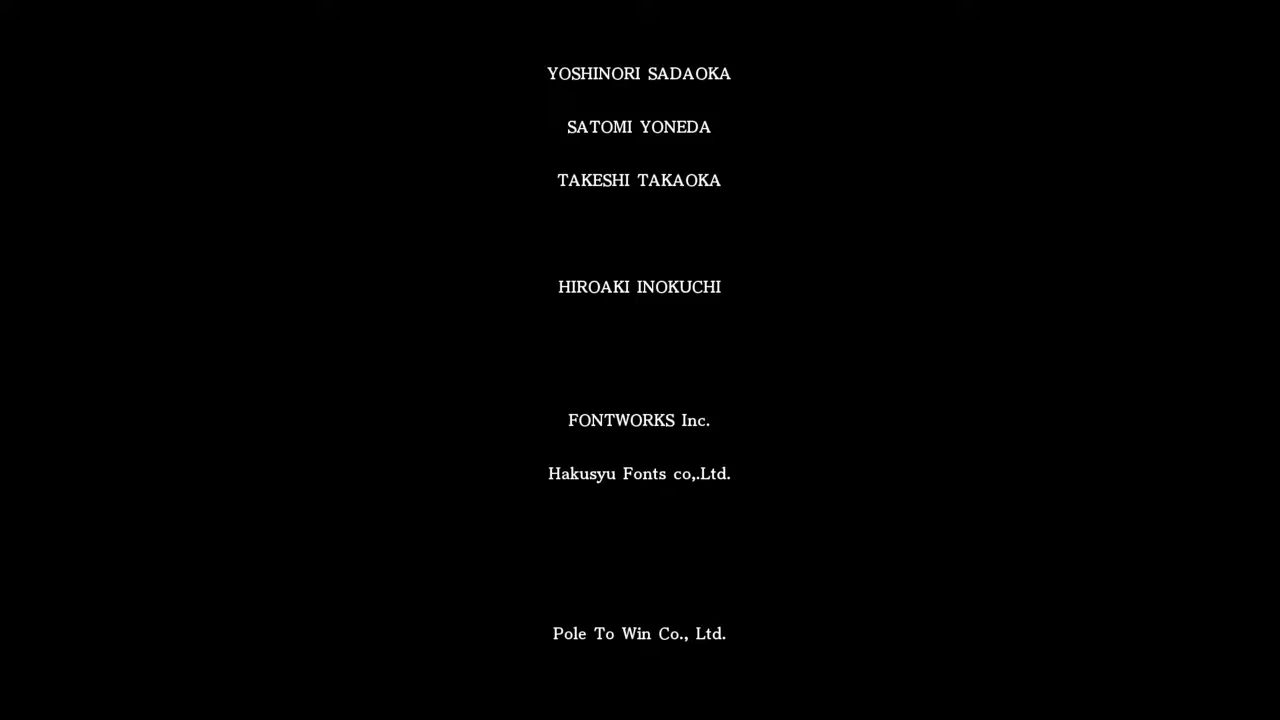 YOSHINORI SADAOKA
SATOMI YONEDA
TAKESHI TAKAOKA
HIROAKI INOKUCHI
FONTWORKS Inc.
Hakusyu Fonts co,.Ltd.
Pole To Win Co., Ltd.